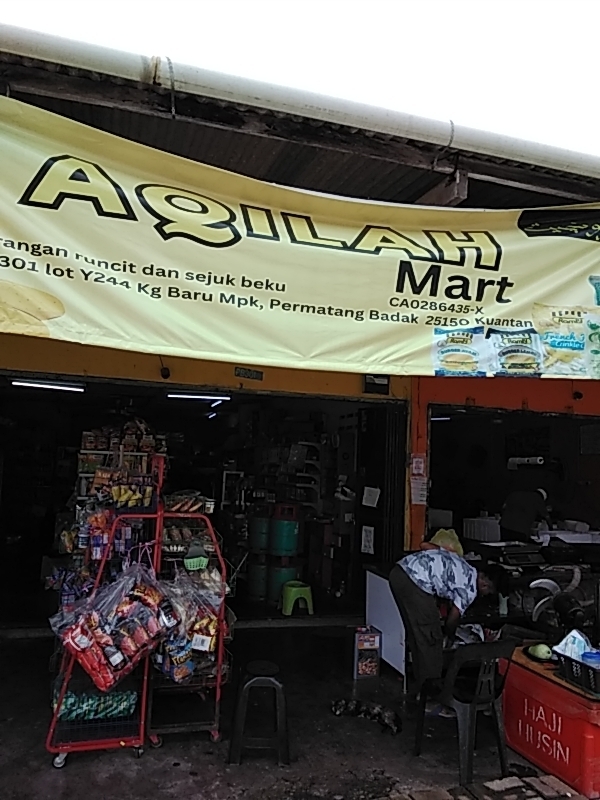 AQILAH
Mart
CA0286435-X
runcit dan sejuk beku
301 lot Y244 Kg Baru Mpk, Permatang Badak 25150 Kuantan
HAJI
HUSIN